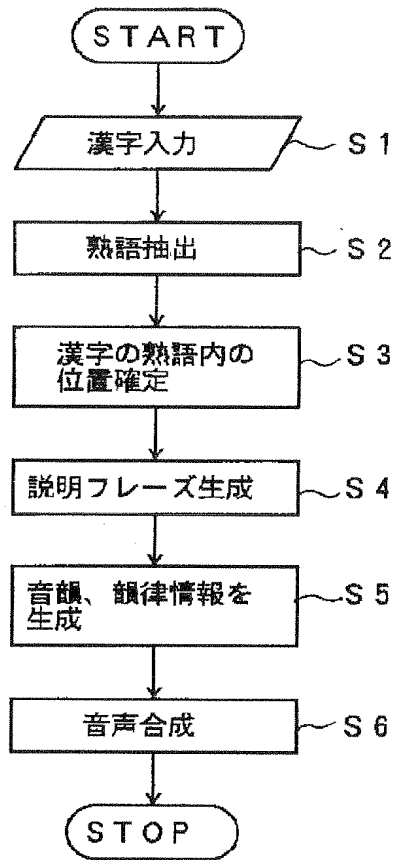 START
漢字入力 S1
熟語抽出 S2
漢字の熟語内の
位置確定 S3
説明フレーズ生成 S4
音韻、韻律情報を
生成 S5
音声合成 S6
STOP